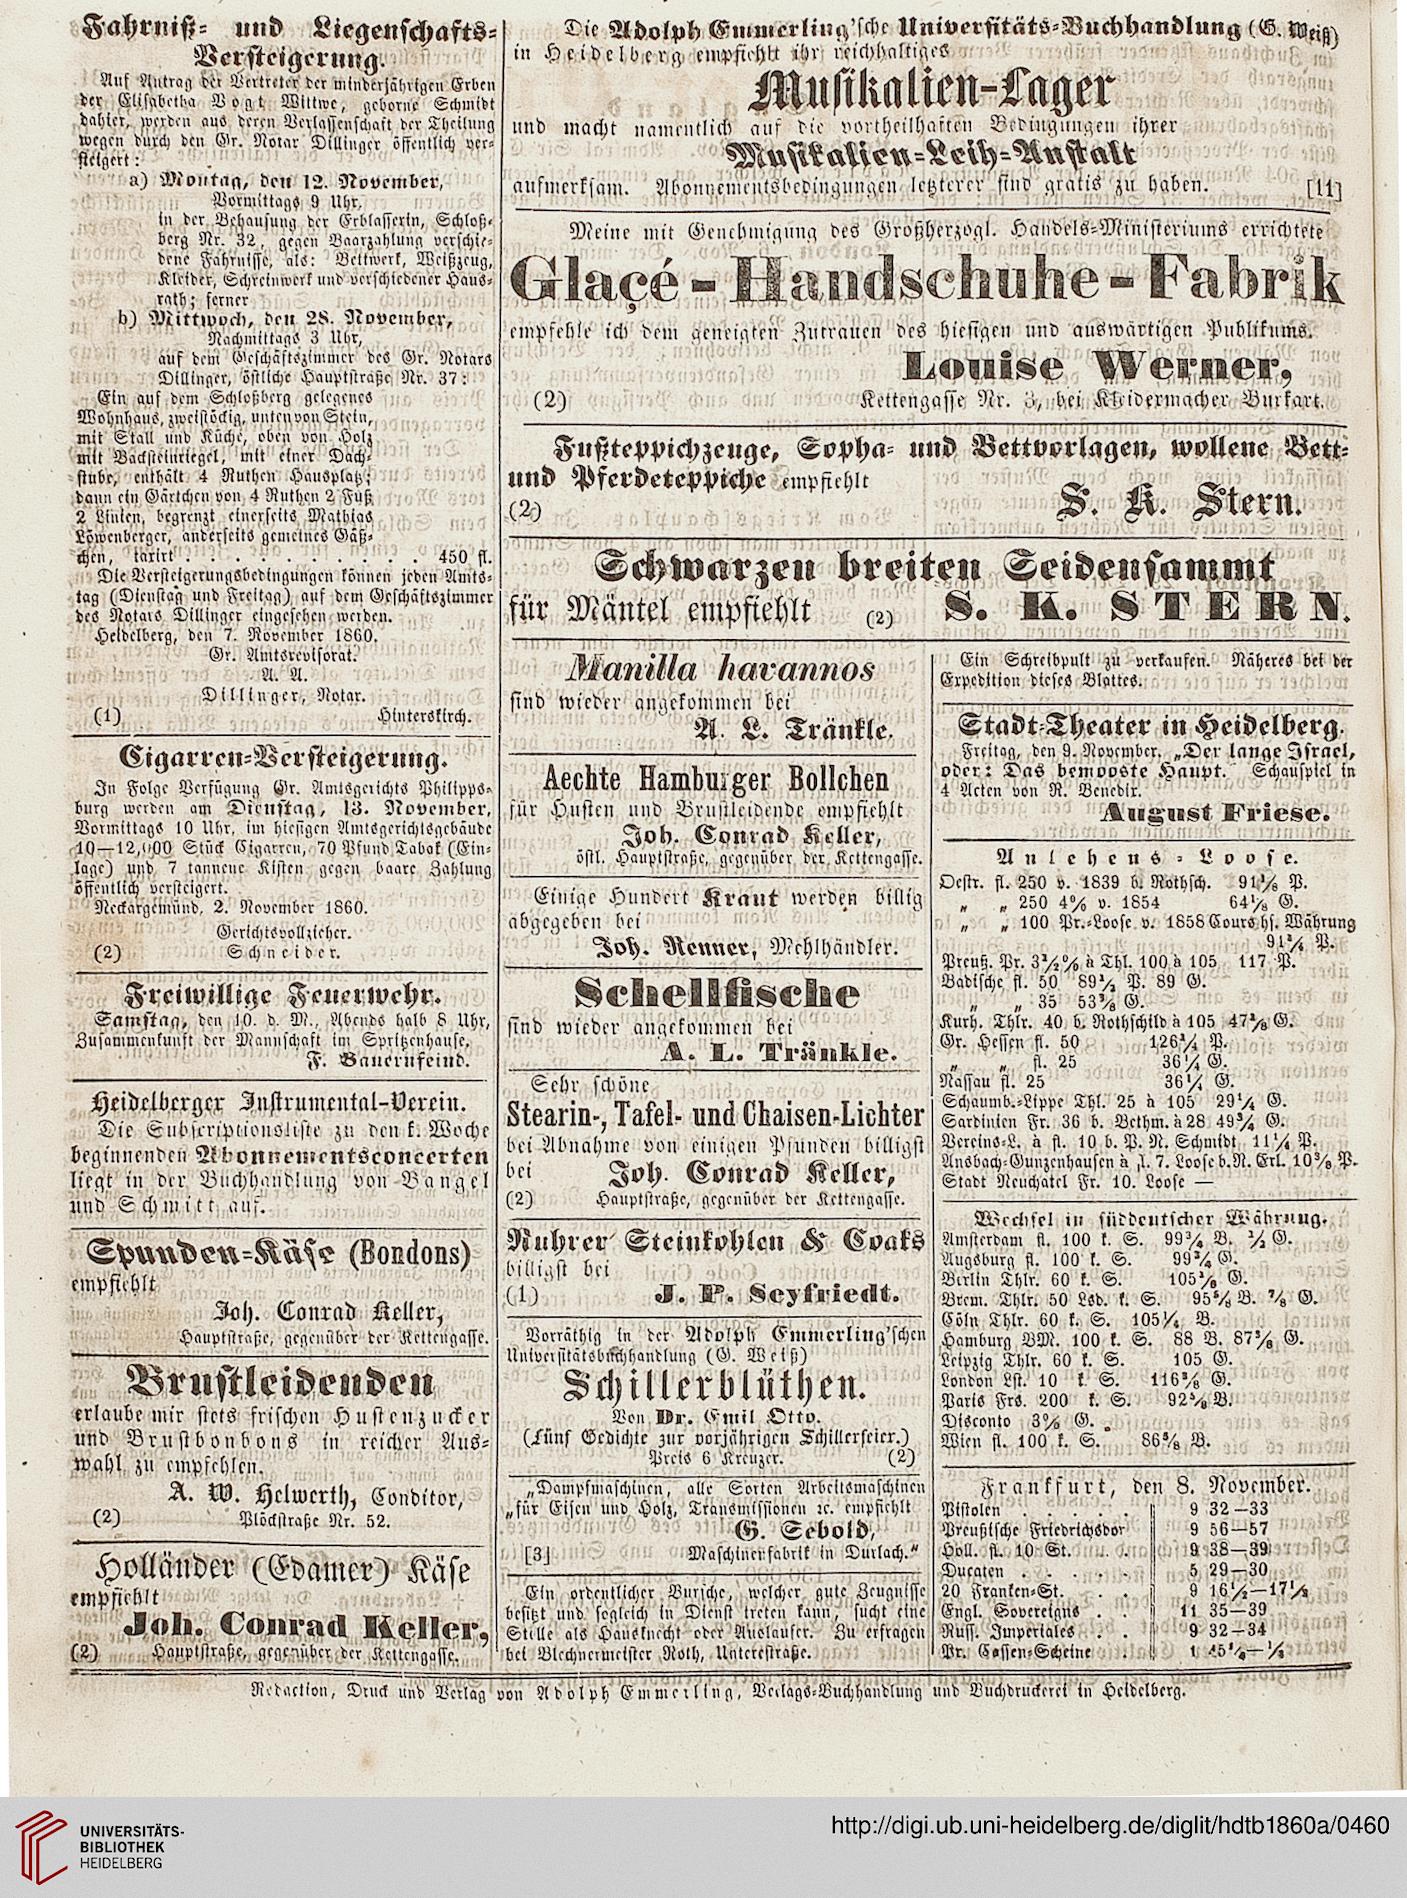 Fahrniß- und Liegenschafts-
Versteigerung.
Auf Antrag der Vertreter der minderjährigen Erben
der Elisabetha Vogt Wittwe, geborne Schmidt
dahier, werden aus deren Verlassenschaft der Theilung
wegen durch den Gr. Notar Dillinger öffentlich ver-
steigert:
a) Montag, den 12. November,
Vormittags 9 Uhr,
in der Behausung der Erblasserin, Schloß-
berg Nr. 32, gegen Baarzahlung verschie-
dene Fahrnisse, als: Bettwerk, Weißzeug,
Kleider, Schreinwerk und verschiedener Haus-
rath; ferner
b) Mittwoch, den 28. November,
Nachmittags 3 Uhr,
auf dem Geschäftszimmer des Gr. Notars
Dillinger, östliche Hauptstraße Nr. 37:
Ein auf dem Schloßberg gelegenes
Wohnhaus, zweistöckig, unten von Stein,
mit Stall und Küche, oben von Holz
mit Backsteinriegel, mit einer Dach-
stube, enthält 4 Ruthen Hausplatz;
dann ein Gärtchen von 4 Ruthen 2 Fuß
2 Linien, begrenzt einerseits Mathias
Löwenberger, anderseits gemeines Gäß-
chen, taxirt . . . . . . . . . . 450 fl.
Die Versteigerungsbedingungen können jeden Amts-
tag (Dienstag und Freitag) auf dem Geschäftszimmer
des Notars Dillinger eingesehen werden.
Heidelberg, den 7. November 1860.
Gr. Amtsrevisorat.
A. A.
Dillinger, Notar.
(1) Hinterskirch.
Cigarren-Versteigerung.
In Folge Verfügung Gr. Amtsgerichts Philipps-
burg werden am Dienstag, 13. November,
Vormittags 10 Uhr, im hiesigen Amtsgerichtsgebäude
10—12,000 Stück Cigarren, 70 Pfund Tabak (Ein-
lage) und 7 tannene Kisten gegen baare Zahlung
öffentlich versteigert.
Neckargemünd, 2. November 1860.
Gerichtsvollzieher.
(2) Schneider.
Freiwillige Feuerwehr.
Samstag, den 10. d. M., Abends halb 8 Uhr,
Zusammenkunft der Mannschaft im Spritzenhause.
F. Bauernfeind.
Heidelberger Instrumental-Verein.
Die Subscriptionsliste zu den k. Woche
beginnenden Abonnementsconcerten
liegt in der Buchhandlung von Bangel
und Schmitt auf.
Spunden-Käse (Bondons)
empfiehlt
Joh. Conrad Keller,
Hauptstraße, gegenüber der Kettengasse.
Brustleidenden
erlaube mir stets frischen Hustenzucker
und Brustbonbons in reicher Aus-
wahl zu empfehlen.
A. W. Helwerth, Conditor,
(2) Plöckstraße Nr. 52.
Holländer (Edamer) Käse
empfiehlt
Joh. Conrad Keller,
(2) Hauptstraße, gegenüber der Kettengasse.
Die Adolph Emmerling'sche Universitäts-Buchhandlung (G. Weiß)
in Heidelberg empfiehlt ihr reichhaltiges
Musikalien-Lager
und macht namentlich auf die vortheilhaften Bedingungen ihrer
Musikalien-Leih-Anstalt
aufmerksam. Abonnementsbedingungen letzterer sind gratis zu haben. [11]
Meine mit Genehmigung des Großherzogl. Handels-Ministeriums errichtete
Glaçé-Handschuhe-Fabrik
empfehle ich dem geneigten Zutrauen des hiesigen und auswärtigen Publikums.
Louise Werner,
(2) Kettengasse Nr. 3, bei Kleidermacher Burkart.
Fußteppichzeuge, Sopha- und Bettvorlagen, wollene Bett-
und Pferdeteppiche empfiehlt
(2) S. K. Stern.
Schwarzen breiten Seidensammt
für Mäntel empfiehlt (2) S. K. STERN.
Manilla havannos
sind wieder angekommen bei
A. L. Tränkle.
Aechte Hamburger Bollchen
für Husten und Brustleidende empfiehlt
Joh. Conrad Keller,
östl. Hauptstraße, gegenüber der Kettengasse.
Einige Hundert Kraut werden billig
abgegeben bei
Joh. Renner, Mehlhändler.
Schellfische
sind wieder angekommen bei
A. L. Tränkle.
Sehr schöne
Stearin-, Tafel- und Chaisen-Lichter
bei Abnahme von einigen Pfunden billigst
bei Joh. Conrad Keller,
(2) Hauptstraße, gegenüber der Kettengasse.
Ruhrer Steinkohlen & Coaks
billigst bei
(1) J. P. Seyfriedt.
Vorräthig in der Adolph Emmerling'schen
Universitätsbuchhandlung (G. Weiß)
Schillerblüthen.
Von Dr. Emil Otto.
(Fünf Gedichte zur vorjährigen Schillerfeier.)
Preis 6 Kreuzer. (2)
„Dampfmaschinen, alle Sorten Arbeitsmaschinen
„für Eisen und Holz, Transmissionen ꝛc. empfiehlt
G. Sebold,
[3] Maschinenfabrik in Durlach.“
Ein ordentlicher Bursche, welcher gute Zeugnisse
besitzt und sogleich in Dienst treten kann, sucht eine
Stelle als Hausknecht oder Auslaufer. Zu erfragen
bei Blechnermeister Roth, Unterestraße.
Ein Schreibpult zu verkaufen. Näheres bei der
Expedition dieses Blattes.
Stadt-Theater in Heidelberg.
Freitag, den 9. November. „Der lange Israel,
oder: Das bemooste Haupt. Schauspiel in
4 Acten von R. Benedix.
August Friese.
Anlehens-Loose.
Oestr. fl. 250 v. 1839 b. Rothsch. 91⅛ P.
„ „ 250 4% v. 1854 64⅛ G.
„ „ 100 Pr.-Loose v. 1858 Cours hs. Währung
91¾ P.
Preuß. Pr. 3½% à Thl. 100 à 105 117 P.
Badische fl. 50 89½ P. 89 G.
„ „ 35 53⅜ G.
Kurh. Thlr. 40 b. Rothschild à 105 47⅜ G.
Gr. Hessen fl. 50 126¼ P.
„ „ fl. 25 36¼ G.
Nassau fl. 25 36¼ G.
Schaumb.-Lippe Thl. 25 à 105 29¼ G.
Sardinien Fr. 36 b. Bethm. à 28 49¾ G.
Vereins-L. à fl. 10 b. P. N. Schmidt 11¼ P.
Ansbach-Gunzenhausen à fl. 7. Loose b. N. Erl. 10⅜ P.
Stadt Neuchatel Fr. 10. Loose —
Wechsel in süddeutscher Währung.
Amsterdam fl. 100 k. S. 99¾ B. ½ G.
Augsburg fl. 100 k. S. 99¾ G.
Berlin Thlr. 60 k. S. 105⅛ G.
Brem. Thlr. 50 Lsd. k. S. 95⅝ B. ⅞ G.
Cöln Thlr. 60 k. S. 105¼ B.
Hamburg BM. 100 k. S. 88 B. 87⅞ G.
Leipzig Thlr. 60 k. S. 105 G.
London Lst. 10 k. S. 116⅜ G.
Paris Frs. 200 k. S. 92⅝ B.
Disconto 3% G.
Wien fl. 100 k. S. 86⅜ B.
Frankfurt, den 8. November.
Pistolen . . . . . . 9 32—33
Preußische Friedrichsdor 9 56—57
Holl. fl. 10 St. . . . 9 38—39
Ducaten . . . . . 5 29—30
20 Franken-St. . . . 9 16½—17½
Engl. Sovereigns . . 11 35—39
Russ. Imperiales . . 9 32—34
Pr. Cassen-Scheine . 1 45¼—½
Redaction, Druck und Verlag von Adolph Emmerling, Verlags-Buchhandlung und Buchdruckerei in Heidelberg.
UNIVERSITÄTS-
BIBLIOTHEK
HEIDELBERG
http://digi.ub.uni-heidelberg.de/diglit/hdtb1860a/0460